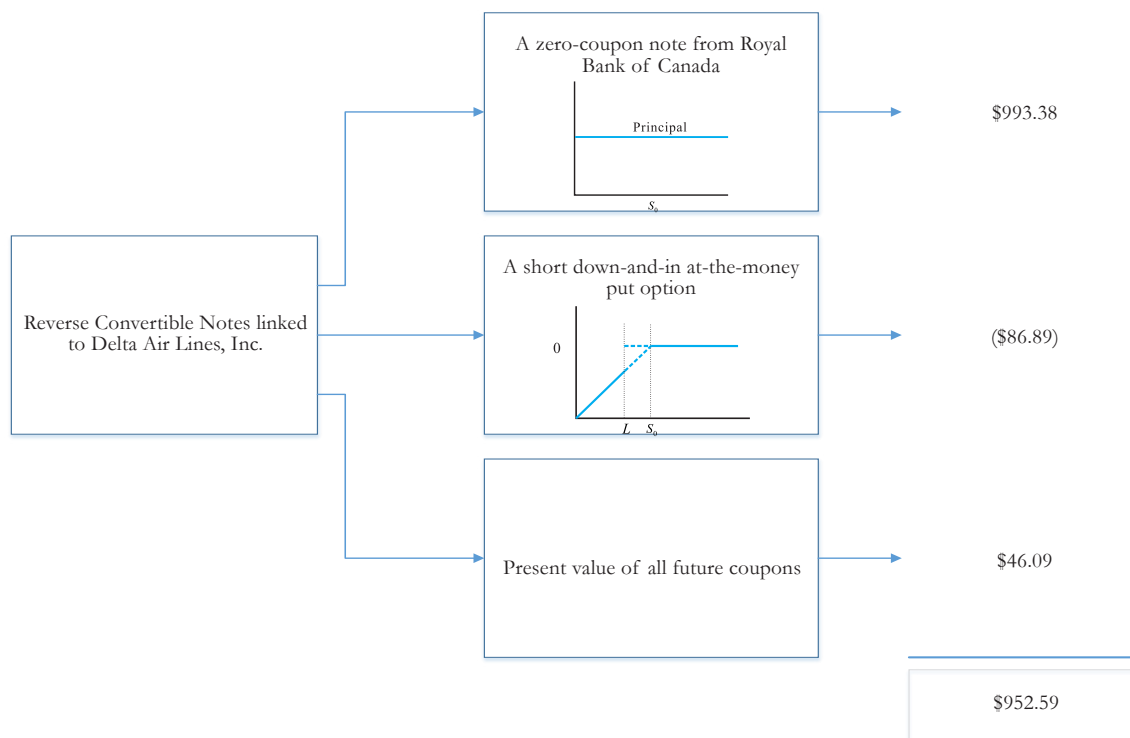 A zero-coupon note from Royal
Bank of Canada
Principal
S₀
$993.38
Reverse Convertible Notes linked
to Delta Air Lines, Inc.
A short down-and-in at-the-money
put option
0
L S₀
($86.89)
Present value of all future coupons
$46.09
$952.59